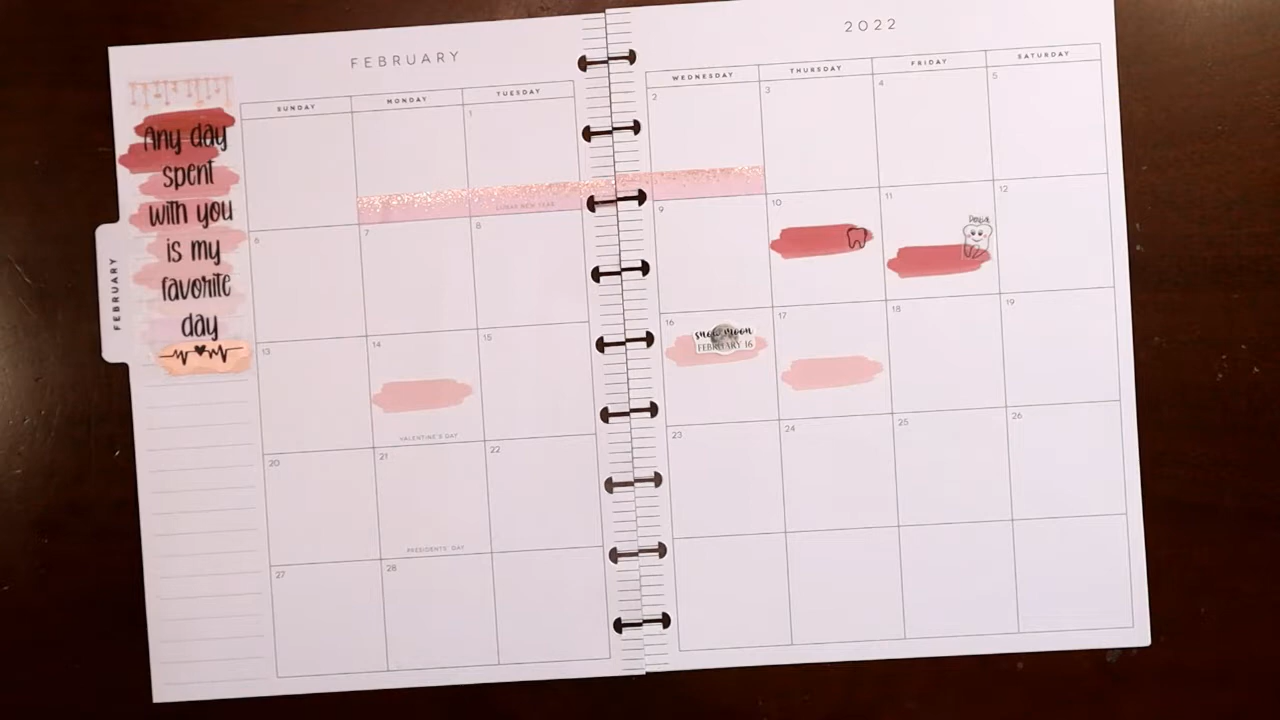 FEBRUARY
2022
SUNDAY MONDAY TUESDAY WEDNESDAY THURSDAY FRIDAY SATURDAY
1 2 3 4 5
LUNAR NEW YEAR
6 7 8 9 10 11 12
Dentist
13 14 15 16 17 18 19
snow moon
FEBRUARY 16
VALENTINE'S DAY
20 21 22 23 24 25 26
PRESIDENTS' DAY
27 28
Any day
spent
with you
is my
favorite
day
FEBRUARY